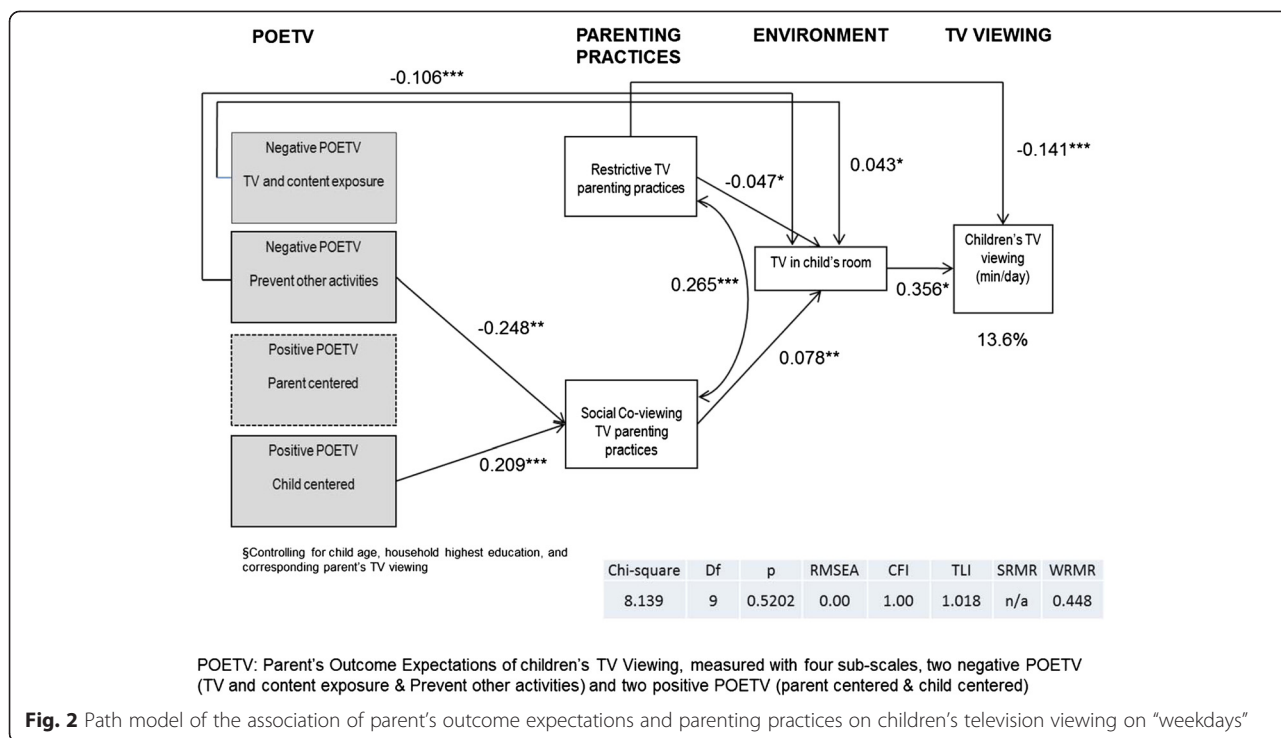 POETV
PARENTING
PRACTICES
ENVIRONMENT
TV VIEWING
-0.106***
Negative POETV
TV and content exposure
Negative POETV
Prevent other activities
Positive POETV
Parent centered
Positive POETV
Child centered
Restrictive TV
parenting practices
-0.047*
0.043*
-0.141***
0.265***
TV in child's room
0.356*
Children's TV
viewing
(min/day)
13.6%
-0.248**
0.209***
0.078**
Social Co-viewing
TV parenting
practices
§Controlling for child age, household highest education, and
corresponding parent's TV viewing
Chi-square Df p RMSEA CFI TLI SRMR WRMR
8.139 9 0.5202 0.00 1.00 1.018 n/a 0.448
POETV: Parent's Outcome Expectations of children's TV Viewing, measured with four sub-scales, two negative POETV
(TV and content exposure & Prevent other activities) and two positive POETV (parent centered & child centered)
Fig. 2 Path model of the association of parent's outcome expectations and parenting practices on children's television viewing on "weekdays"